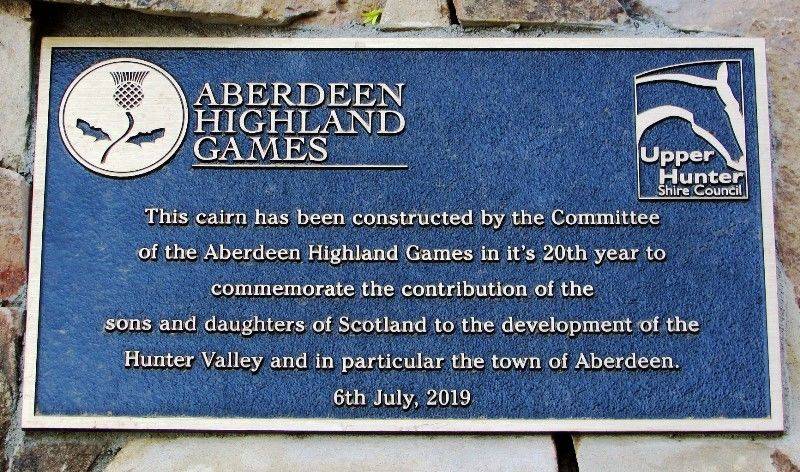 ABERDEEN
HIGHLAND
GAMES
Upper
Hunter
Shire Council
This cairn has been constructed by the Committee
of the Aberdeen Highland Games in it's 20th year to
commemorate the contribution of the
sons and daughters of Scotland to the development of the
Hunter Valley and in particular the town of Aberdeen.
6th July, 2019